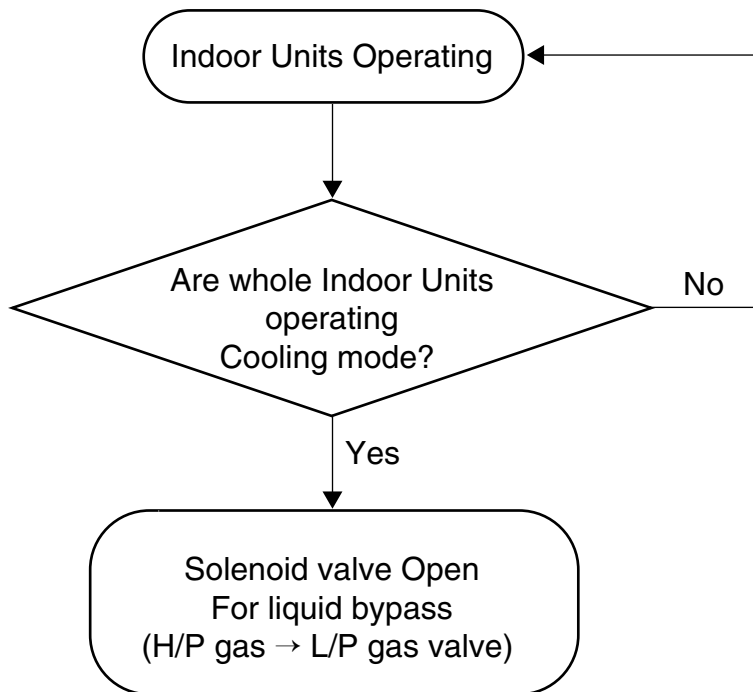 Indoor Units Operating
Are whole Indoor Units
operating
Cooling mode?
No
Yes
Solenoid valve Open
For liquid bypass
(H/P gas → L/P gas valve)